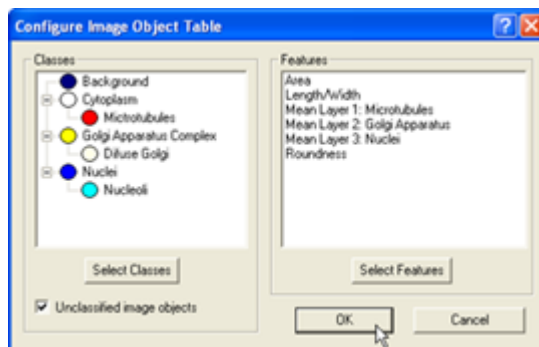 Configure Image Object Table
Classes
Background
Cytoplasm
Mictrotubules
Golgi Apparatus Complex
Difuse Golgi
Nuclei
Nucleoli
Select Classes
Unclassified image objects
Features
Area
Length/Width
Mean Layer 1: Microtubules
Mean Layer 2: Golgi Apparatus
Mean Layer 3: Nuclei
Roundness
Select Features
OK
Cancel